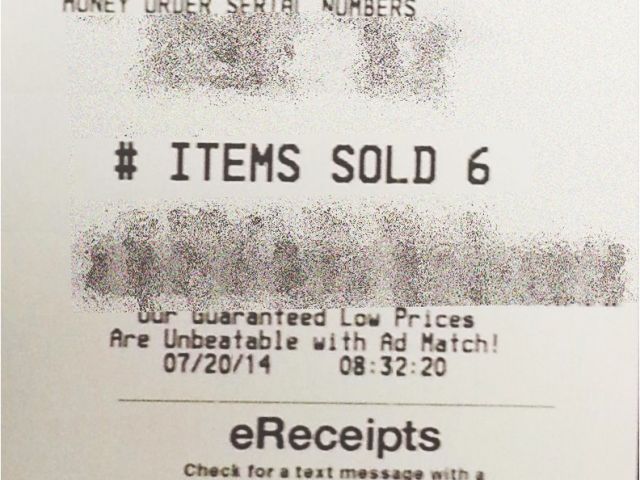 MONEY ORDER SERIAL NUMBERS
# ITEMS SOLD 6
Our Guaranteed Low Prices
Are Unbeatable with Ad Match!
07/20/14 08:32:20
eReceipts
Check for a text message with a